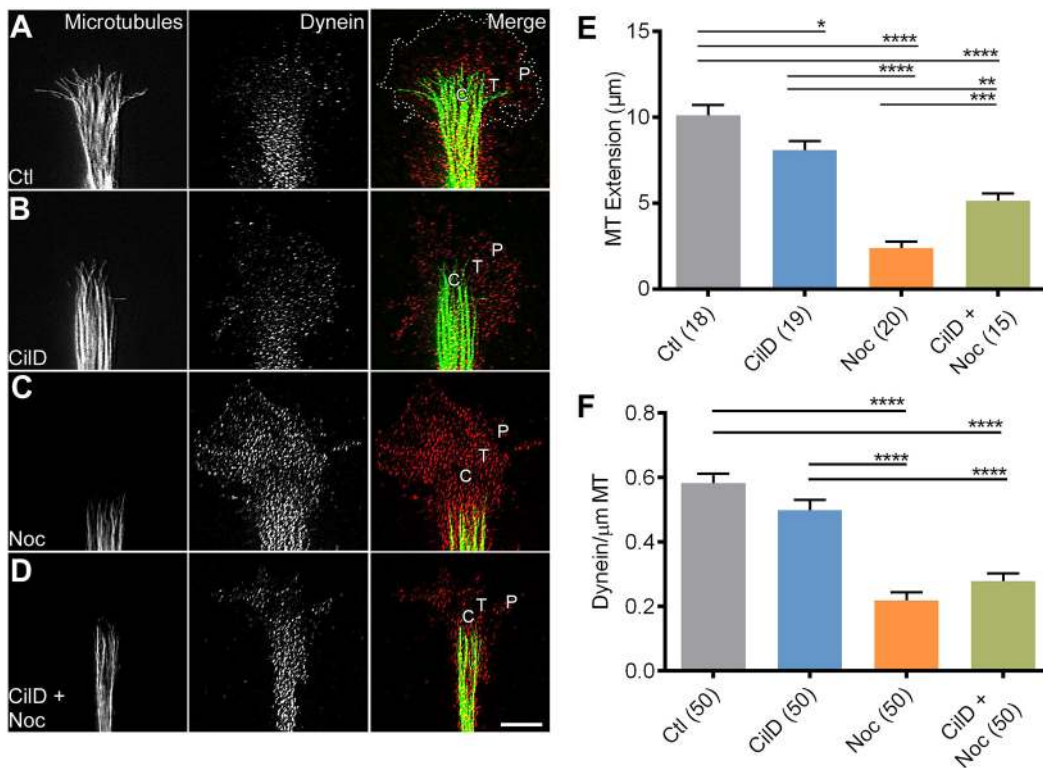 A
Microtubules
Dynein
Merge
C
T
P
Ctl
B
C
T
P
CilD
C
C
T
P
Noc
D
C
T
P
CilD +
Noc
E
MT Extension (µm)
15
10
5
0
*
****
****
****
**
***
Ctl (18)
CilD (19)
Noc (20)
CilD +
Noc (15)
F
Dynein/µm MT
0.8
0.6
0.4
0.2
0.0
****
****
****
****
Ctl (50)
CilD (50)
Noc (50)
CilD +
Noc (50)